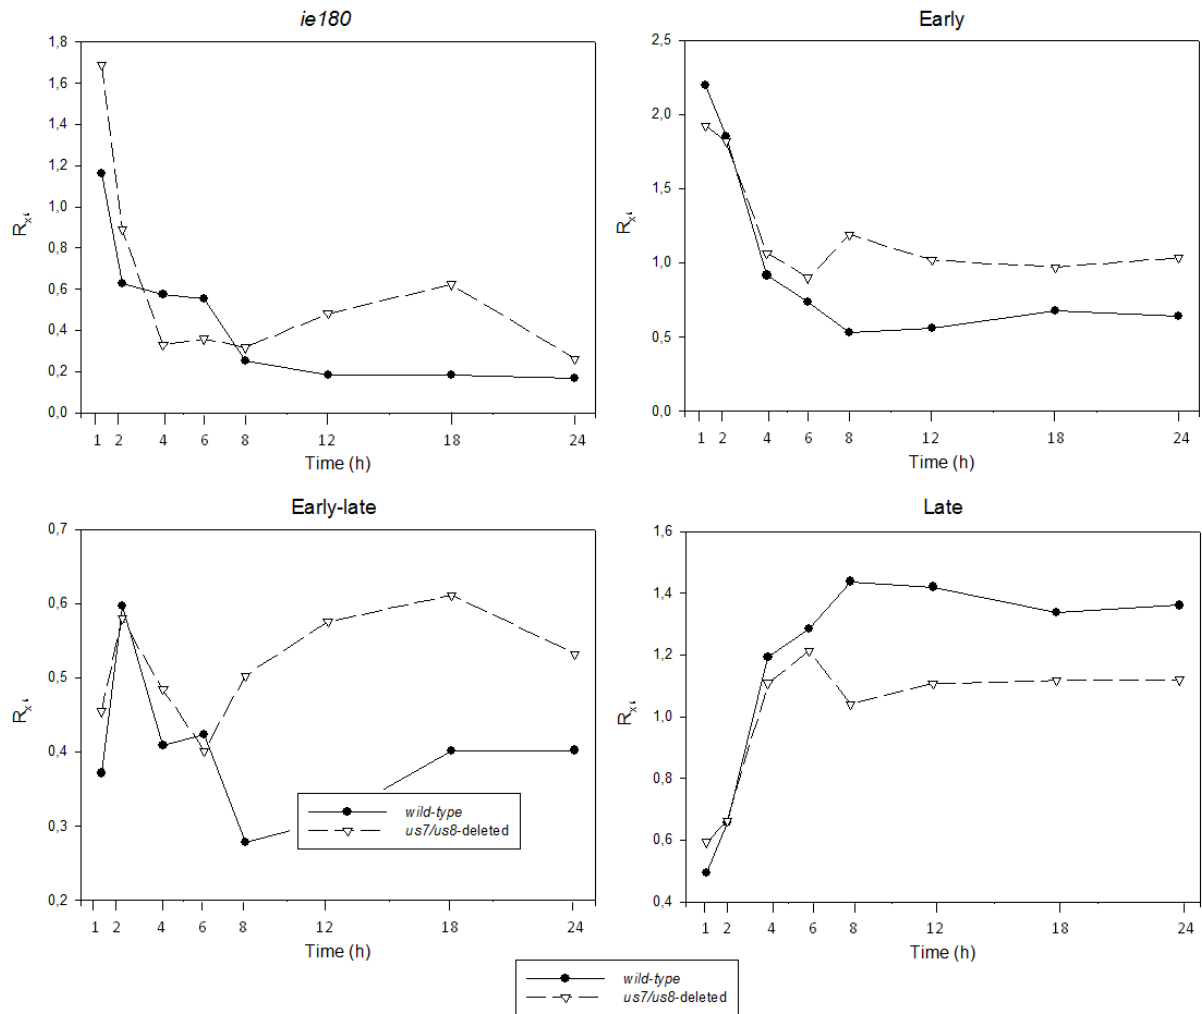 ie180
1,8
1,6
1,4
1,2
1,0
0,8
0,6
0,4
0,2
0,0
Rx'
1 2 4 6 8 12 18 24
Time (h)
Early
2,5
2,0
1,5
1,0
0,5
0,0
Rx'
1 2 4 6 8 12 18 24
Time (h)
Early-late
0,7
0,6
0,5
0,4
0,3
0,2
Rx'
1 2 4 6 8 12 18 24
Time (h)
wild-type
us7/us8-deleted
Late
1,6
1,4
1,2
1,0
0,8
0,6
0,4
Rx'
1 2 4 6 8 12 18 24
Time (h)
wild-type
us7/us8-deleted